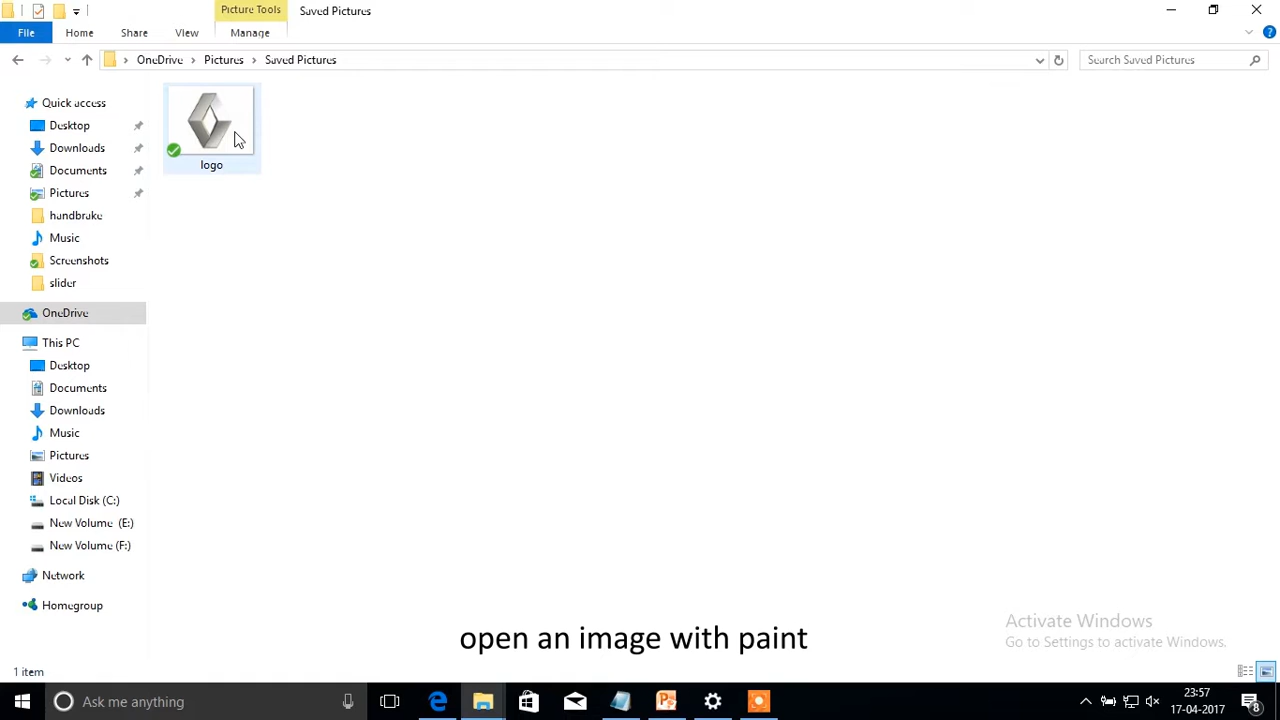 Picture Tools
Saved Pictures
File
Home
Share
View
Manage
OneDrive
Pictures
Saved Pictures
Search Saved Pictures
Quick access
Desktop
Downloads
Documents
Pictures
handbrake
Music
Screenshots
slider
OneDrive
This PC
Desktop
Documents
Downloads
Music
Pictures
Videos
Local Disk (C:)
New Volume (E:)
New Volume (F:)
Network
Homegroup
logo
open an image with paint
Activate Windows
Go to Settings to activate Windows.
1 item
Ask me anything
23:57
17-04-2017
8